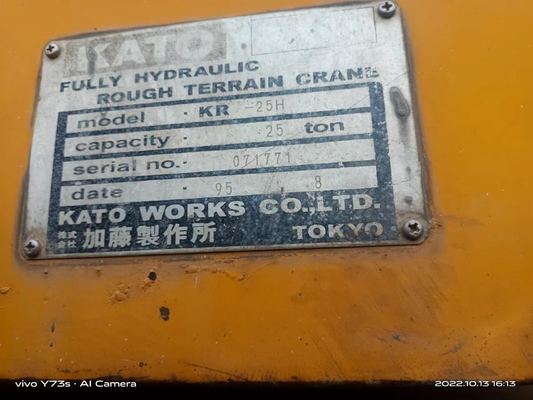 KATO
FULLY HYDRAULIC
ROUGH TERRAIN CRANE
model · KR -25H
capacity · 25 ton
serial no. · 071771
date · 95 8
KATO WORKS CO.,LTD.
株式会社 加藤製作所 TOKYO
vivo Y73s · AI Camera
2022.10.13 16:13